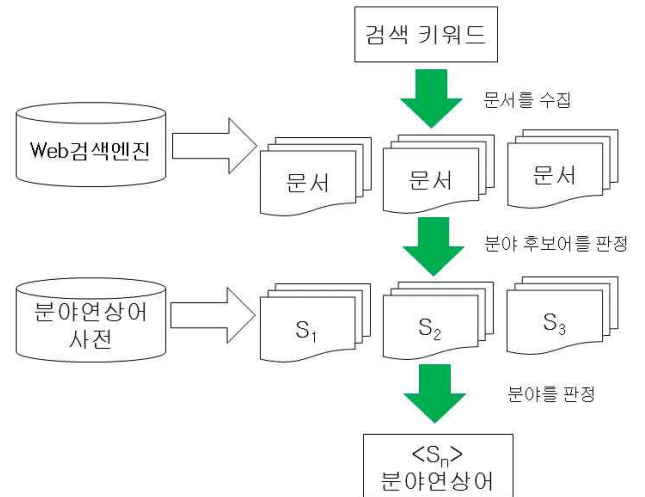 검색 키워드
문서를 수집
Web검색엔진
문서
문서
문서
분야 후보어를 판정
분야연상어
사전
S₁
S₂
S₃
분야를 판정
<Sₙ>
분야연상어